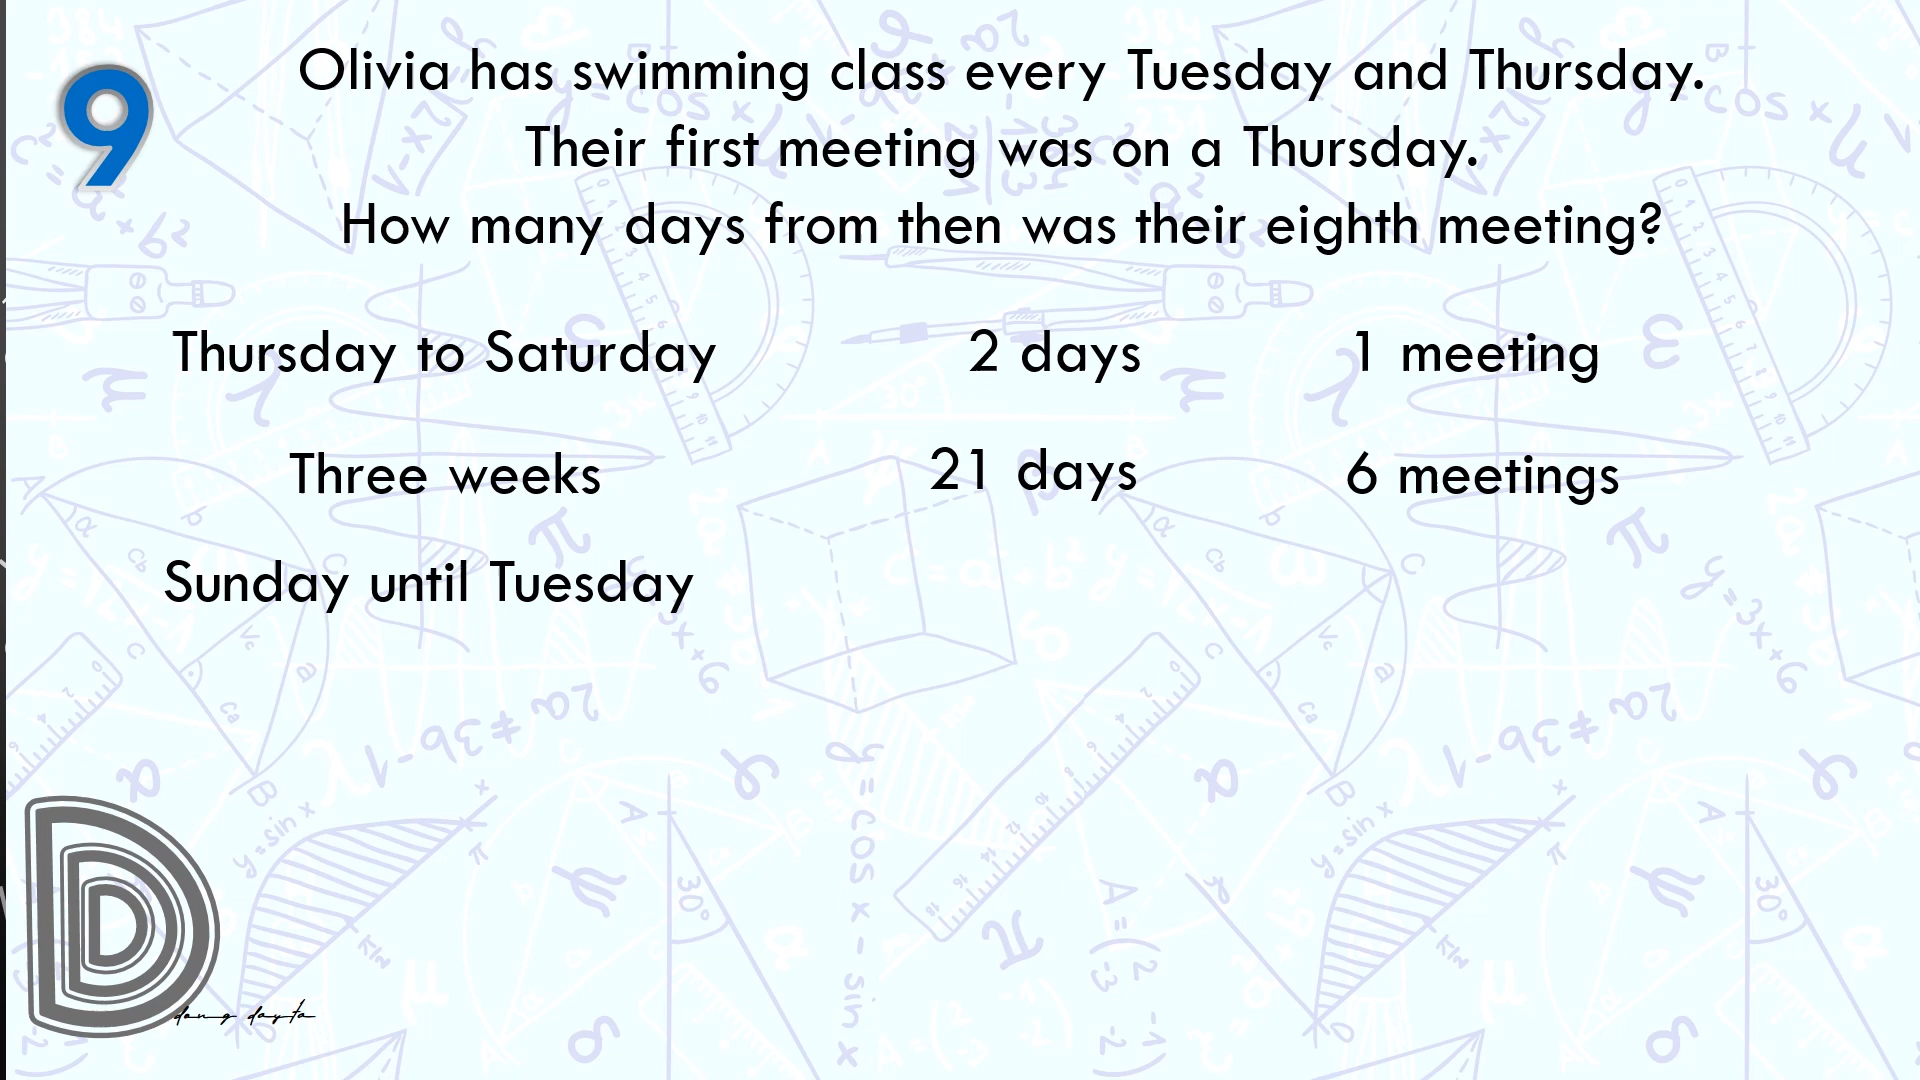 9
Olivia has swimming class every Tuesday and Thursday.
Their first meeting was on a Thursday.
How many days from then was their eighth meeting?
Thursday to Saturday 2 days 1 meeting
Three weeks 21 days 6 meetings
Sunday until Tuesday
D
dong dayta